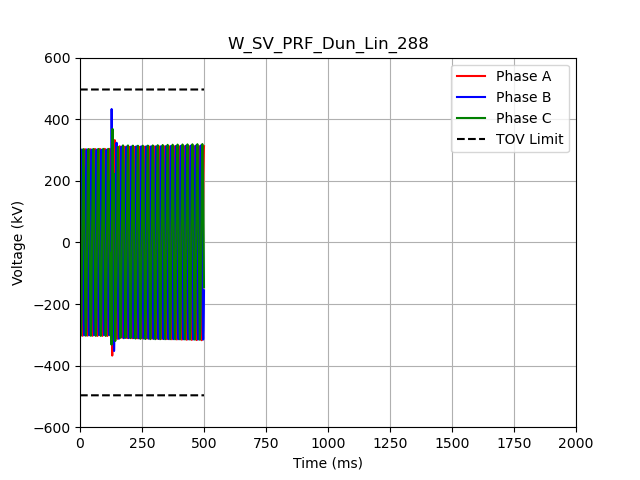 W_SV_PRF_Dun_Lin_288
Phase A
Phase B
Phase C
TOV Limit
Voltage (kV)
600
400
200
0
−200
−400
−600
0 250 500 750 1000 1250 1500 1750 2000
Time (ms)